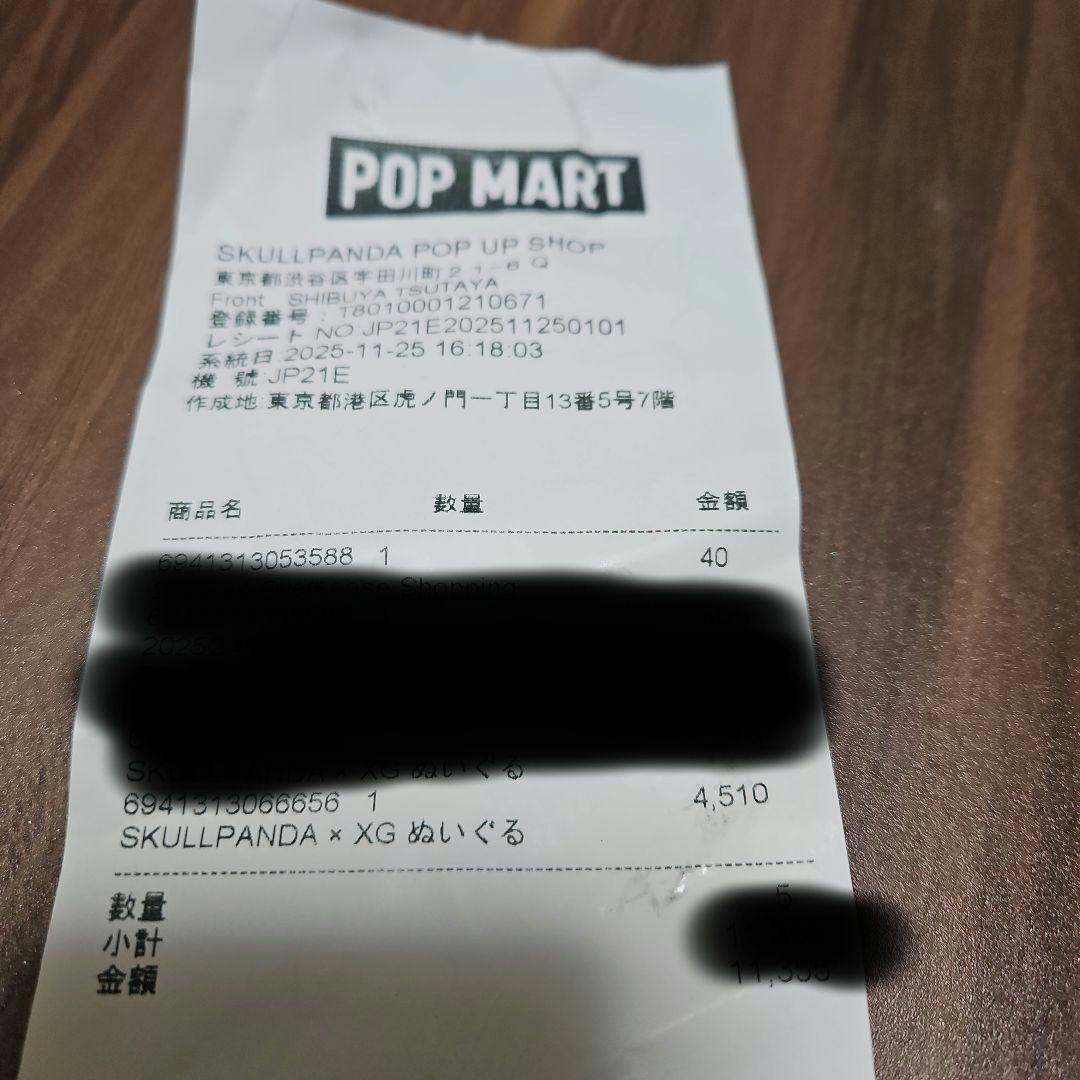 POP MART
SKULLPANDA POP UP SHOP
東京都渋谷区宇田川町21-6 Q
Front SHIBUYA TSUTAYA
登録番号:T8010001210671
レシートNO JP21E202511250101
系統日 2025-11-25 16:18:03
機 號:JP21E
作成地:東京都港区虎ノ門一丁目13番5号7階
商品名 数量 金額
6941313053588 1 40
Shopping
2025
SKULLPANDA × XG ぬいぐる
6941313066656 1 4,510
SKULLPANDA × XG ぬいぐる
数量 5
小計
金額